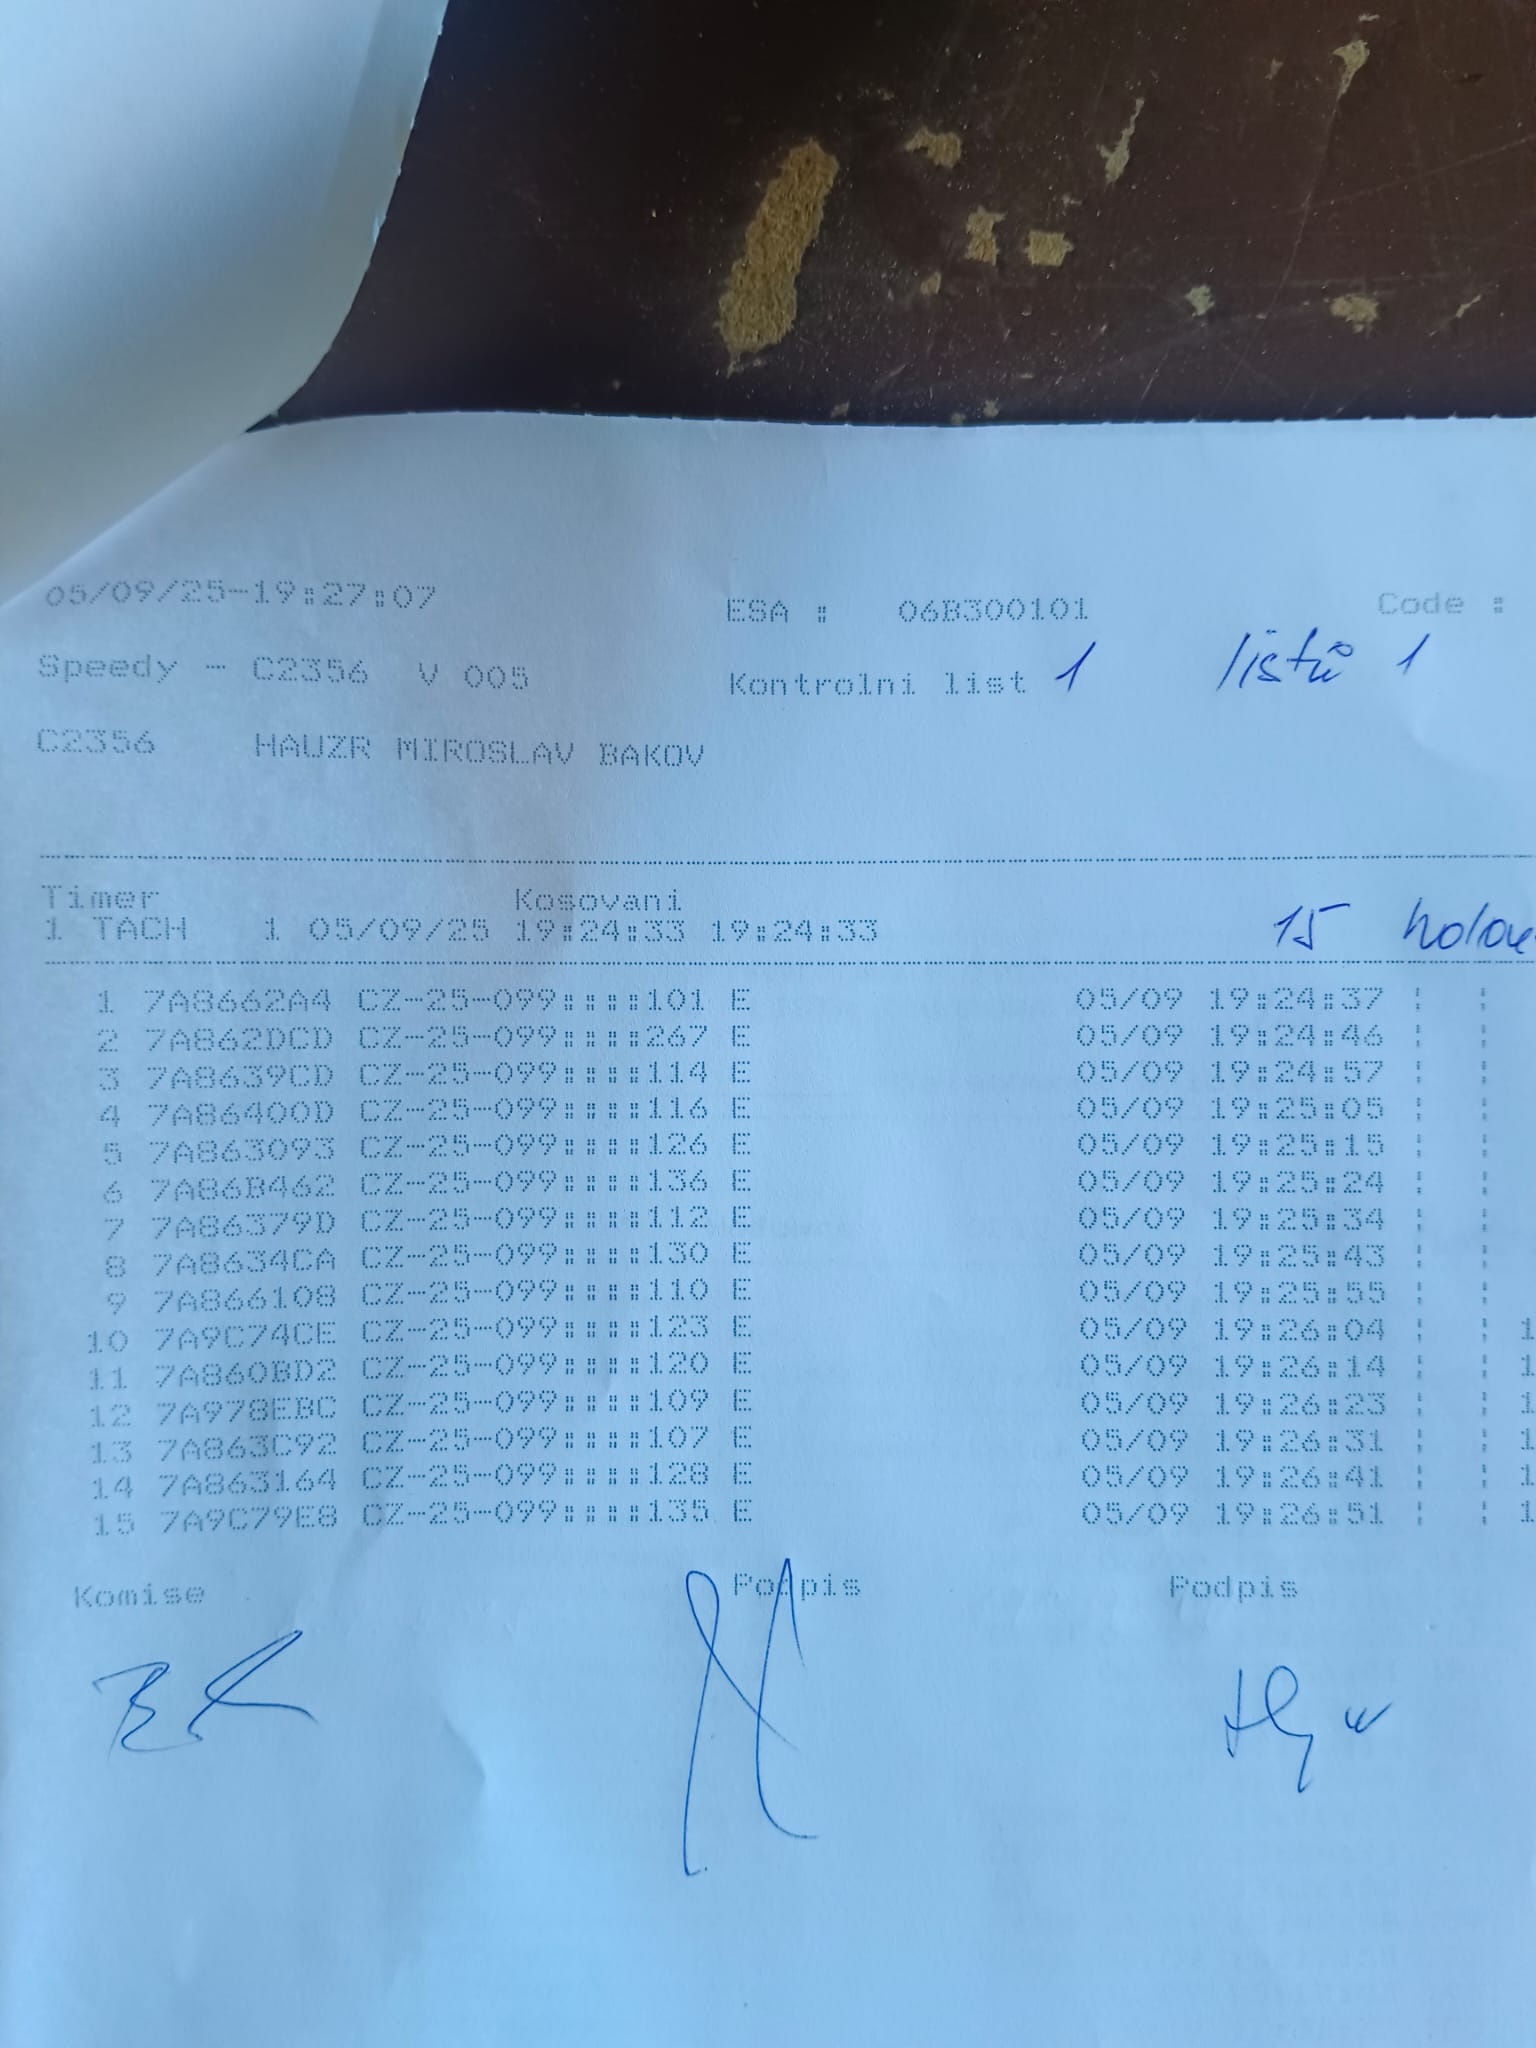 05/09/25-19:27:07 ESA : 06B300101 Code :
Speedy - C2356 V 005 Kontrolni list 1 listů 1
C2356 HAUZR MIROSLAV BAKOV
Timer Kosovani
1 TACH 1 05/09/25 19:24:33 19:24:33 15
1 7A8662A4 CZ-25-099::::101 E 05/09 19:24:37 : :
2 7A862DCD CZ-25-099::::267 E 05/09 19:24:46 : :
3 7A8639CD CZ-25-099::::114 E 05/09 19:24:57 : :
4 7A86400D CZ-25-099::::116 E 05/09 19:25:05 : :
5 7A863093 CZ-25-099::::126 E 05/09 19:25:15 : :
6 7A86B462 CZ-25-099::::136 E 05/09 19:25:24 : :
7 7A86379D CZ-25-099::::112 E 05/09 19:25:34 : :
8 7A8634CA CZ-25-099::::130 E 05/09 19:25:43 : :
9 7A866108 CZ-25-099::::110 E 05/09 19:25:55 : :
10 7A9C74CE CZ-25-099::::123 E 05/09 19:26:04 : : 1
11 7A860BD2 CZ-25-099::::120 E 05/09 19:26:14 : : 1
12 7A978EBC CZ-25-099::::109 E 05/09 19:26:23 : : 1
13 7A863C92 CZ-25-099::::107 E 05/09 19:26:31 : : 1
14 7A863164 CZ-25-099::::128 E 05/09 19:26:41 : : 1
15 7A9C79E8 CZ-25-099::::135 E 05/09 19:26:51 : : 1
Komise Podpis Podpis